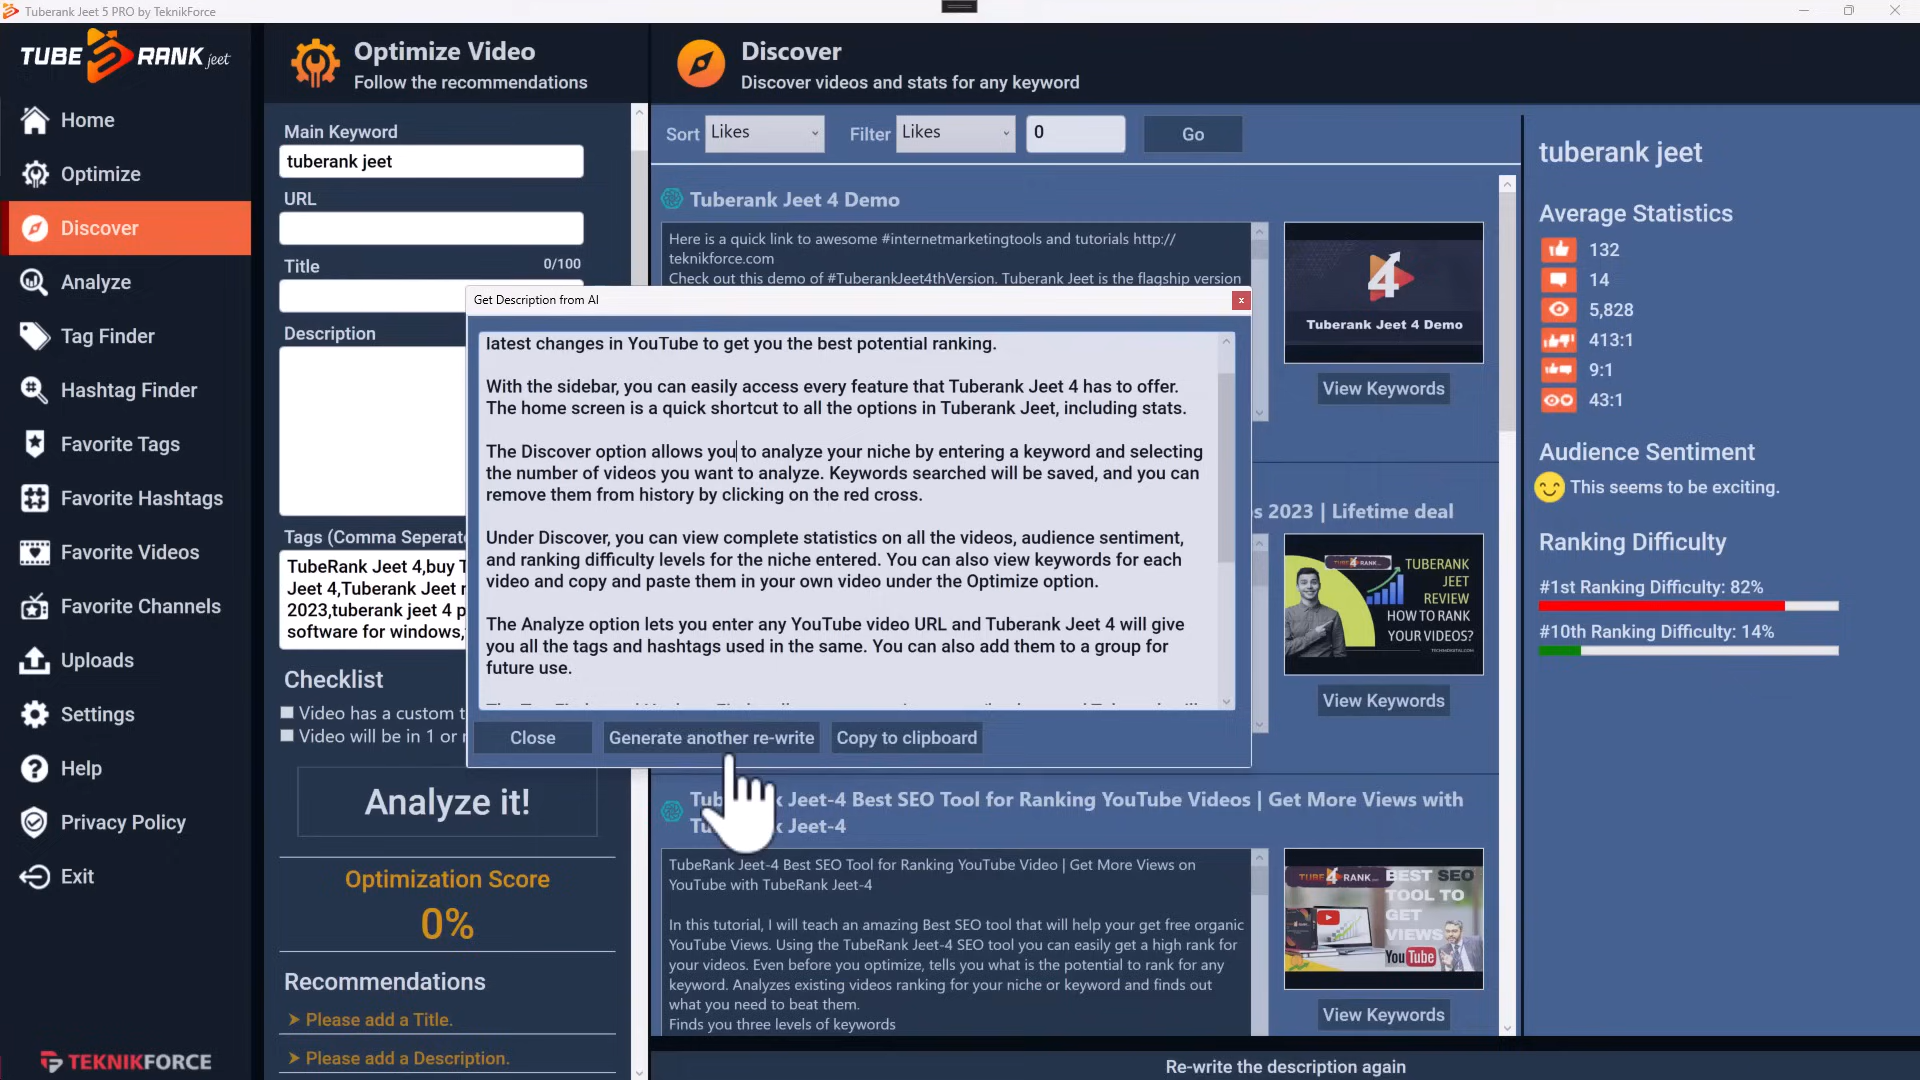 Tuberank Jeet 5 PRO by TeknikForce
TUBE RANK jeet
Home
Optimize
Discover
Analyze
Tag Finder
Hashtag Finder
Favorite Tags
Favorite Hashtags
Favorite Videos
Favorite Channels
Uploads
Settings
Help
Privacy Policy
Exit
TEKNIKFORCE
Optimize Video
Follow the recommendations
Main Keyword
tuberank jeet
URL
Title 0/100
Description
Tags (Comma Seperat
TubeRank Jeet 4,buy T
Jeet 4,Tuberank Jeet r
2023,tuberank jeet 4 p
software for windows,
Checklist
Video has a custom t
Video will be in 1 or
Analyze it!
Optimization Score
0%
Recommendations
Please add a Title.
Please add a Description.
Discover
Discover videos and stats for any keyword
Sort Likes Filter Likes 0 Go
Tuberank Jeet 4 Demo
Here is a quick link to awesome #internetmarketingtools and tutorials http://
teknikforce.com
Check out this demo of #TuberankJeet4thVersion. Tuberank Jeet is the flagship version
4
Tuberank Jeet 4 Demo
View Keywords
Get Description from AI
latest changes in YouTube to get you the best potential ranking.
With the sidebar, you can easily access every feature that Tuberank Jeet 4 has to offer.
The home screen is a quick shortcut to all the options in Tuberank Jeet, including stats.
The Discover option allows you to analyze your niche by entering a keyword and selecting
the number of videos you want to analyze. Keywords searched will be saved, and you can
remove them from history by clicking on the red cross.
Under Discover, you can view complete statistics on all the videos, audience sentiment,
and ranking difficulty levels for the niche entered. You can also view keywords for each
video and copy and paste them in your own video under the Optimize option.
The Analyze option lets you enter any YouTube video URL and Tuberank Jeet 4 will give
you all the tags and hashtags used in the same. You can also add them to a group for
future use.
Close
Generate another re-write
Copy to clipboard
s 2023 | Lifetime deal
TUBE 4 RANK
TUBERANK
JEET
REVIEW
HOW TO RANK
YOUR VIDEOS?
View Keywords
Jeet-4 Best SEO Tool for Ranking YouTube Videos | Get More Views with
Jeet-4
TubeRank Jeet-4 Best SEO Tool for Ranking YouTube Video | Get More Views on
YouTube with TubeRank Jeet-4
In this tutorial, I will teach an amazing Best SEO tool that will help your get free organic
YouTube Views. Using the TubeRank Jeet-4 SEO tool you can easily get a high rank for
your videos. Even before you optimize, tells you what is the potential to rank for any
keyword. Analyzes existing videos ranking for your niche or keyword and finds out
what you need to beat them.
Finds you three levels of keywords
TUBE 4 RANK
BEST SEO
TOOL TO
GET
VIEWS
YouTube
View Keywords
tuberank jeet
Average Statistics
132
14
5,828
413:1
9:1
43:1
Audience Sentiment
This seems to be exciting.
Ranking Difficulty
#1st Ranking Difficulty: 82%
#10th Ranking Difficulty: 14%
Re-write the description again